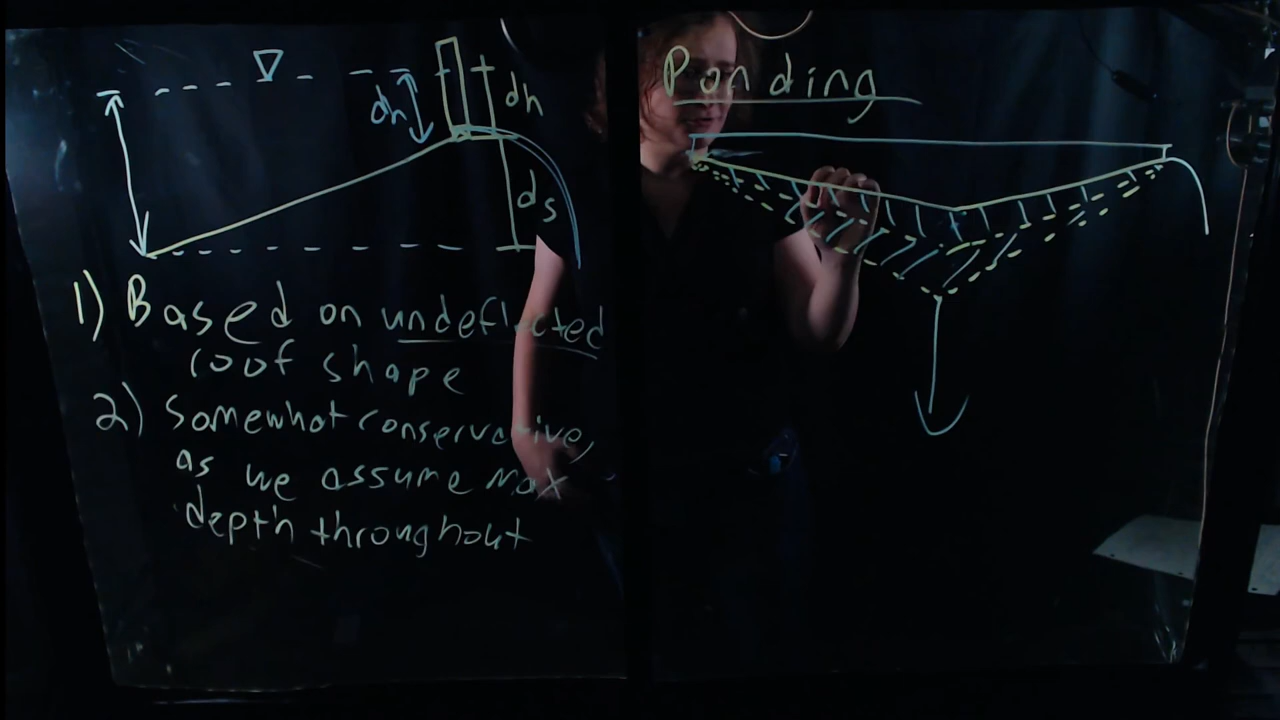 dh
dh
ds
1) Based on undeflected
roof shape
2) Somewhat conservative,
as we assume max
depth throughout
Ponding